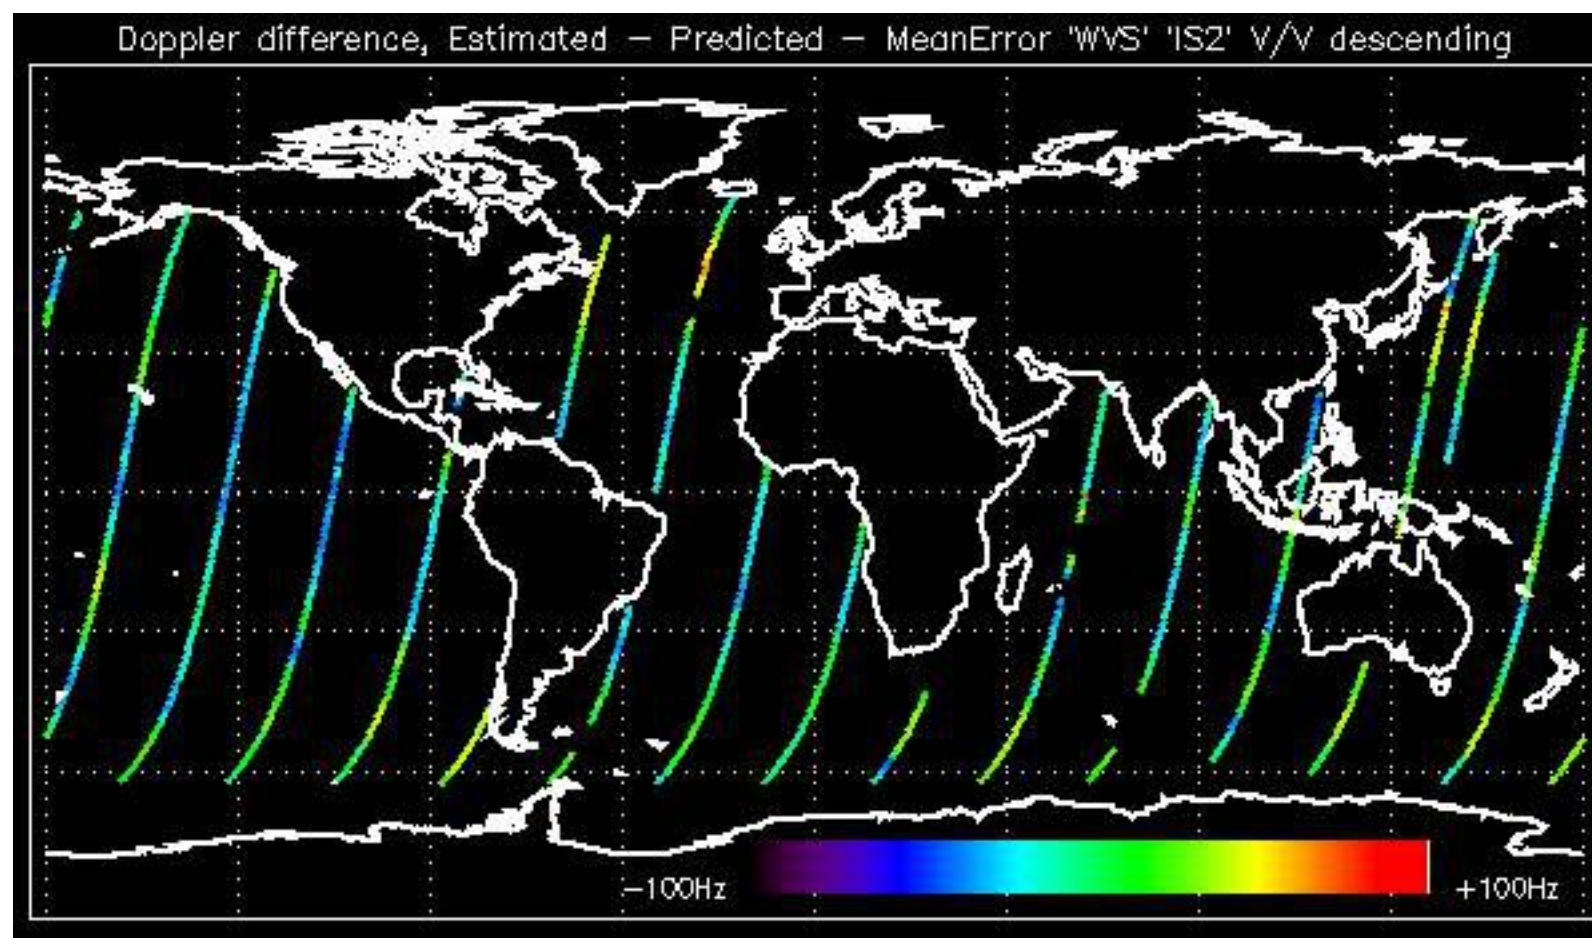 Doppler difference, Estimated – Predicted – MeanError 'WVS' 'IS2' V/V descending
–100Hz +100Hz